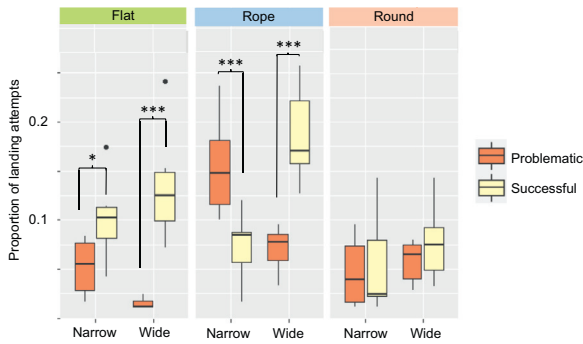 Flat Rope Round
Proportion of landing attempts
0.2
0.1
* *** *** ***
Narrow Wide Narrow Wide Narrow Wide
Problematic
Successful